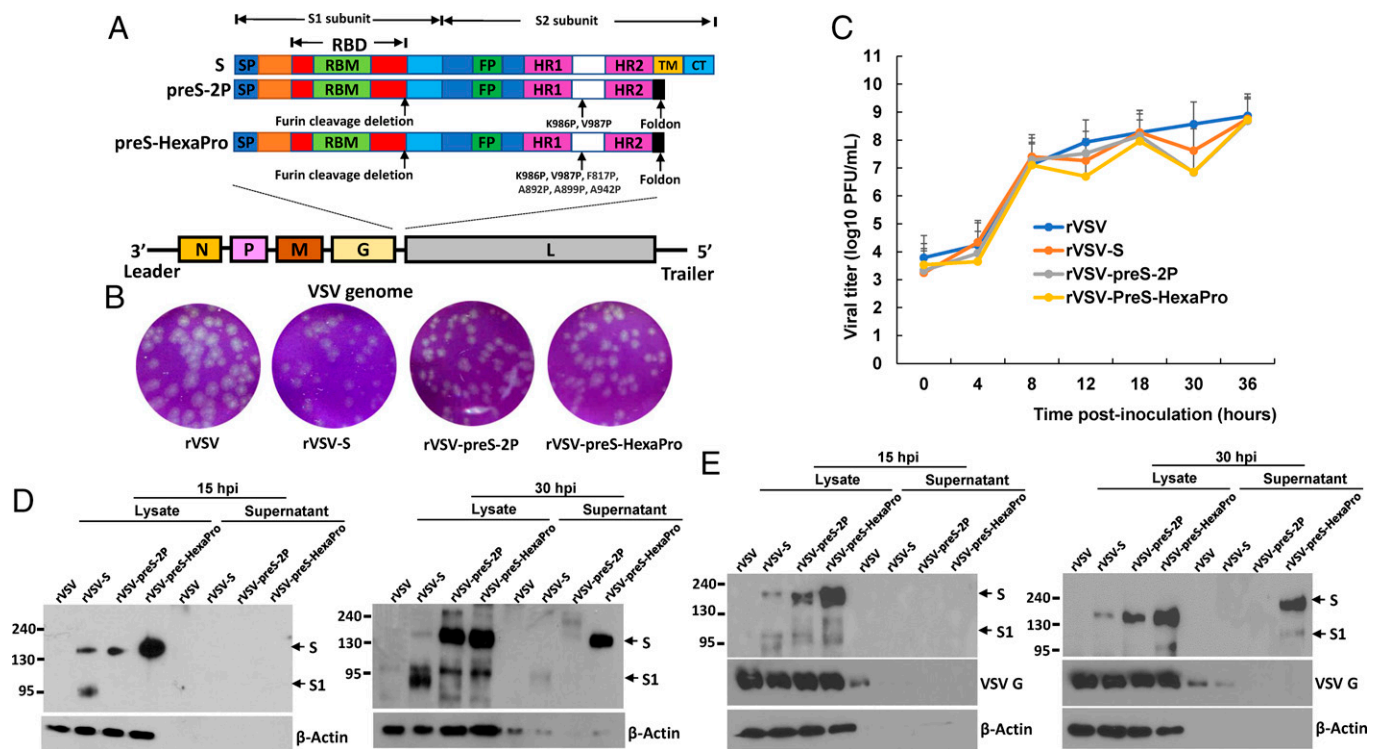 A
S1 subunit
S2 subunit
RBD
S
SP
RBM
FP
HR1
HR2
TM
CT
preS-2P
SP
RBM
FP
HR1
HR2
Furin cleavage deletion
K986P, V987P
Foldon
preS-HexaPro
SP
RBM
FP
HR1
HR2
Furin cleavage deletion
K986P, V987P, F817P,
A892P, A899P, A942P
Foldon
3’
N
P
M
G
L
5’
Leader
Trailer
VSV genome
B
rVSV
rVSV-S
rVSV-preS-2P
rVSV-preS-HexaPro
C
Viral titer (log10 PFU/mL)
11
10
9
8
7
6
5
4
3
2
1
0
rVSV
rVSV-S
rVSV-preS-2P
rVSV-PreS-HexaPro
0
4
8
12
18
30
36
Time post-inoculation (hours)
D
15 hpi
Lysate
Supernatant
rVSV
rVSV-S
rVSV-preS-2P
rVSV-preS-HexaPro
rVSV
rVSV-S
rVSV-preS-2P
rVSV-preS-HexaPro
240
130
95
S
S1
β-Actin
30 hpi
Lysate
Supernatant
rVSV
rVSV-S
rVSV-preS-2P
rVSV-preS-HexaPro
rVSV
rVSV-S
rVSV-preS-2P
rVSV-preS-HexaPro
240
130
95
S
S1
β-Actin
E
15 hpi
Lysate
Supernatant
rVSV
rVSV-S
rVSV-preS-2P
rVSV-preS-HexaPro
rVSV
rVSV-S
rVSV-preS-2P
rVSV-preS-HexaPro
240
130
95
S
S1
VSV G
β-Actin
30 hpi
Lysate
Supernatant
rVSV
rVSV-S
rVSV-preS-2P
rVSV-preS-HexaPro
rVSV
rVSV-S
rVSV-preS-2P
rVSV-preS-HexaPro
240
130
95
S
S1
VSV G
β-Actin